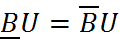 B̲U = B̅U